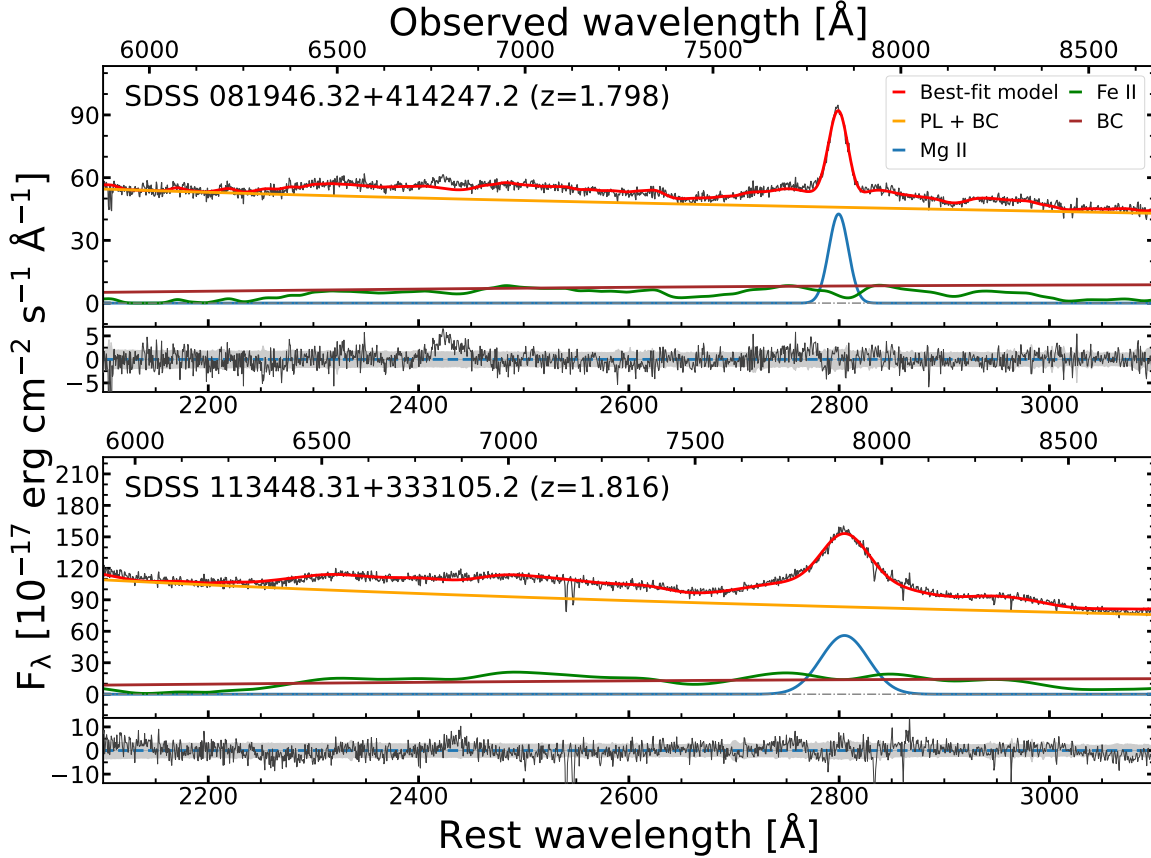 Observed wavelength [Å]
6000 6500 7000 7500 8000 8500
SDSS 081946.32+414247.2 (z=1.798)
Best-fit model
PL + BC
Mg II
Fe II
BC
90
60
30
0
5
0
−5
2200 2400 2600 2800 3000
6000 6500 7000 7500 8000 8500
SDSS 113448.31+333105.2 (z=1.816)
210
180
150
120
90
60
30
0
10
0
−10
2200 2400 2600 2800 3000
Rest wavelength [Å]
F_λ [10⁻¹⁷ erg cm⁻² s⁻¹ Å⁻¹]